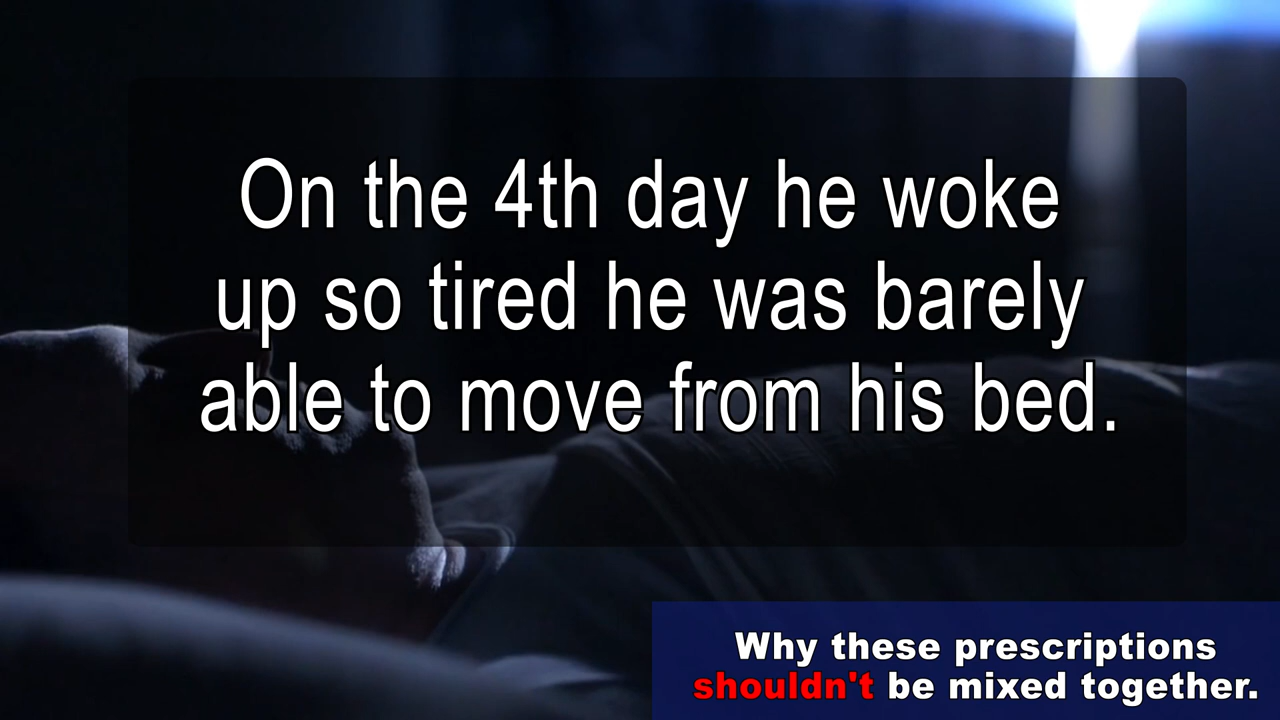 On the 4th day he woke
up so tired he was barely
able to move from his bed.
Why these prescriptions
shouldn't be mixed together.